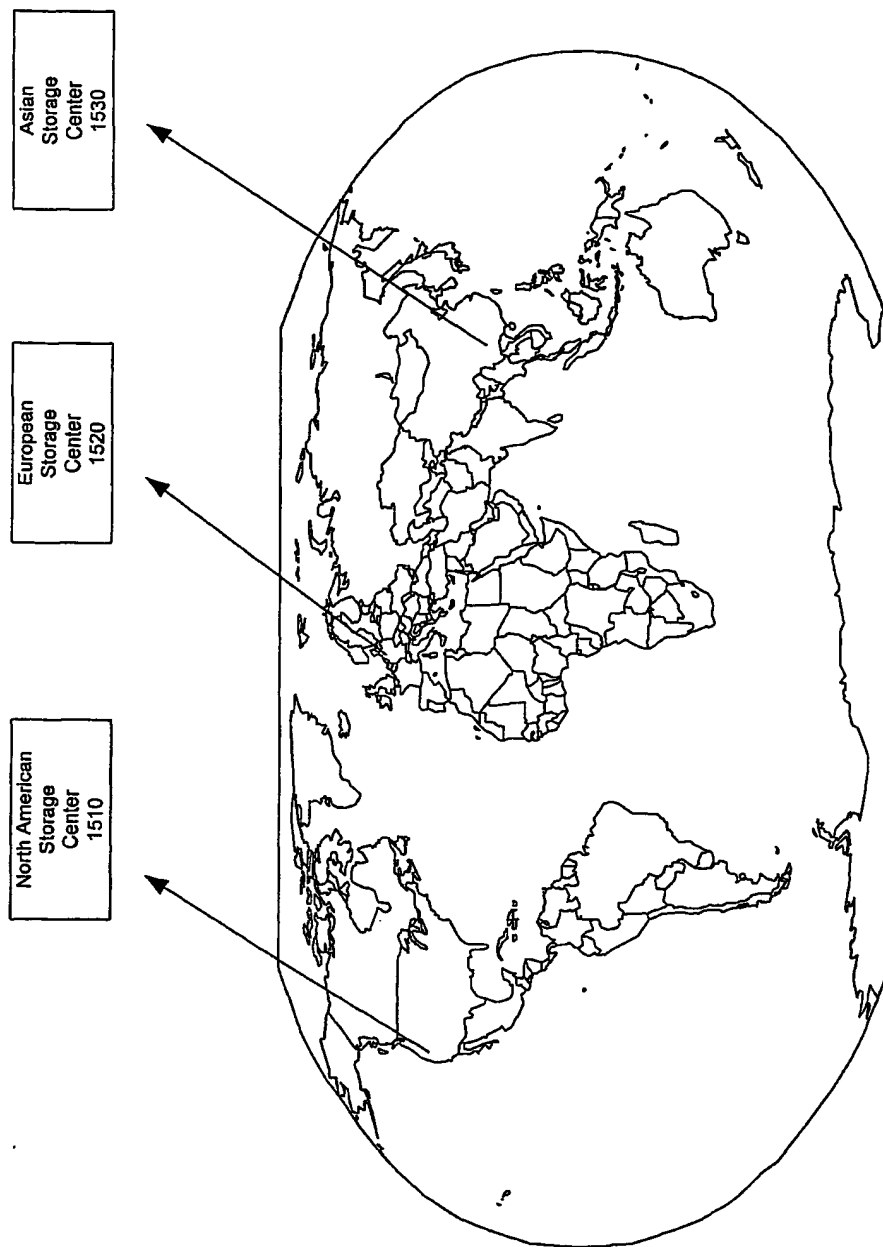 North American
Storage
Center
1510
European
Storage
Center
1520
Asian
Storage
Center
1530